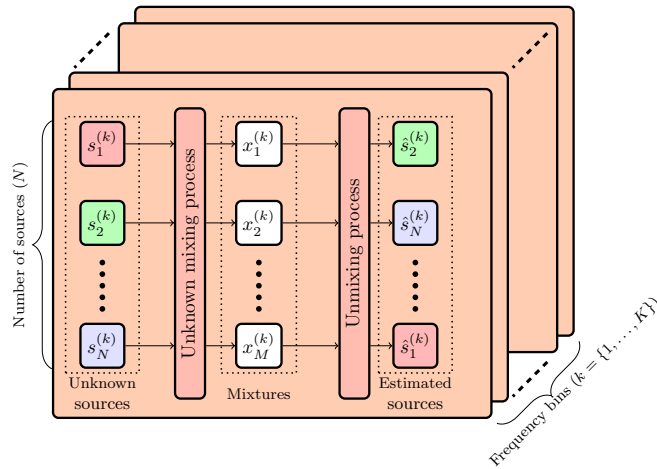 Number of sources (N)
s_1^{(k)}
s_2^{(k)}
s_N^{(k)}
Unknown
sources
Unknown mixing process
x_1^{(k)}
x_2^{(k)}
x_M^{(k)}
Mixtures
Unmixing process
ŝ_2^{(k)}
ŝ_N^{(k)}
ŝ_1^{(k)}
Estimated
sources
Frequency bins (k = {1, …, K})